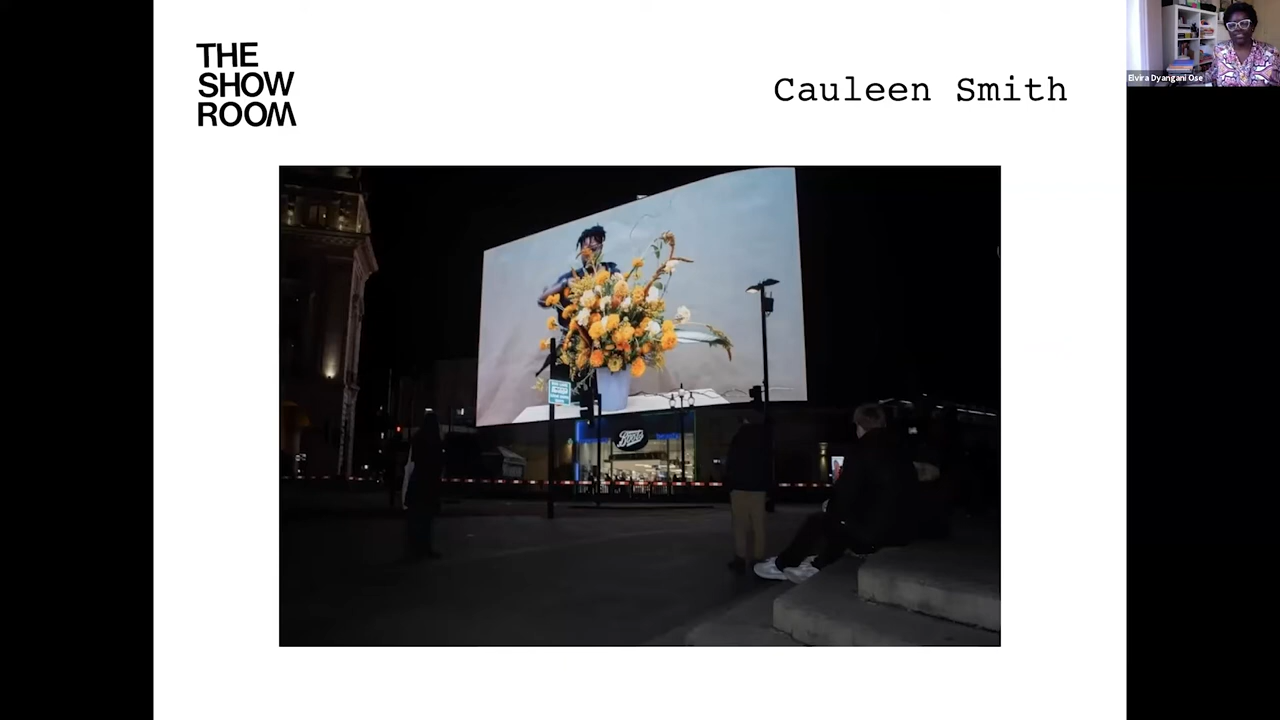 THE
SHOW
ROOM
Cauleen Smith
Elvira Dyangani Ose
Boots